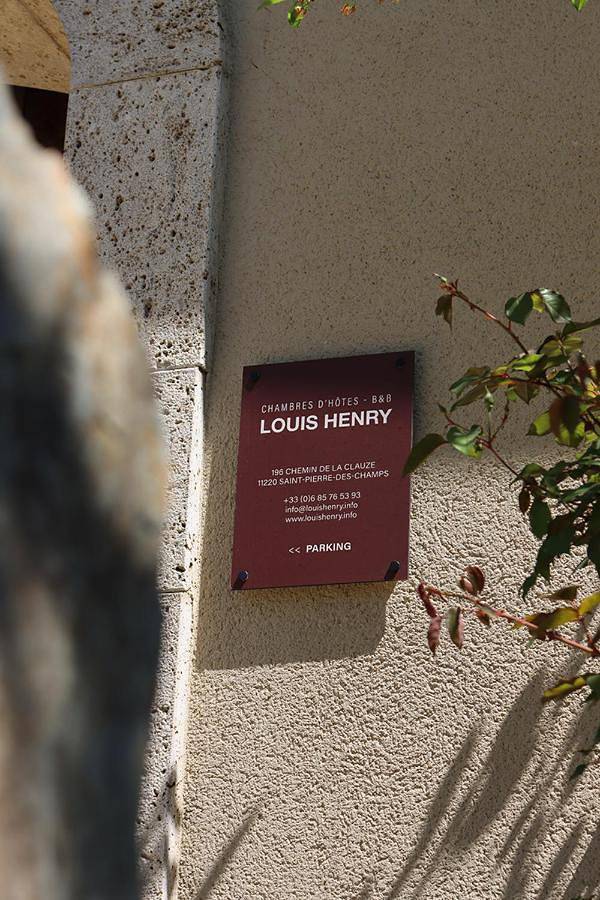 CHAMBRES D'HÔTES - B&B
LOUIS HENRY
196 CHEMIN DE LA CLAUZE
11220 SAINT-PIERRE-DES-CHAMPS
+33 (0)6 85 76 53 93
info@louishenry.info
www.louishenry.info
<< PARKING